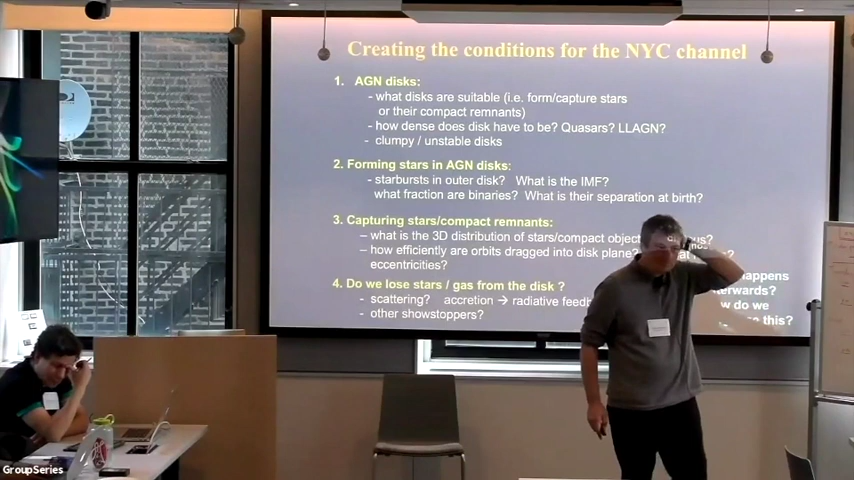 Creating the conditions for the NYC channel
1. AGN disks:
- what disks are suitable (i.e. form/capture stars
or their compact remnants)
- how dense does disk have to be? Quasars? LLAGN?
- clumpy / unstable disks
2. Forming stars in AGN disks:
- starbursts in outer disk? What is the IMF?
what fraction are binaries? What is their separation at birth?
3. Capturing stars/compact remnants:
– what is the 3D distribution of stars/compact
– how efficiently are orbits dragged into disk plane?
eccentricities?
4. Do we lose stars / gas from the disk ?
- scattering? accretion → radiative
- other showstoppers?
do we
this?
GroupSeries